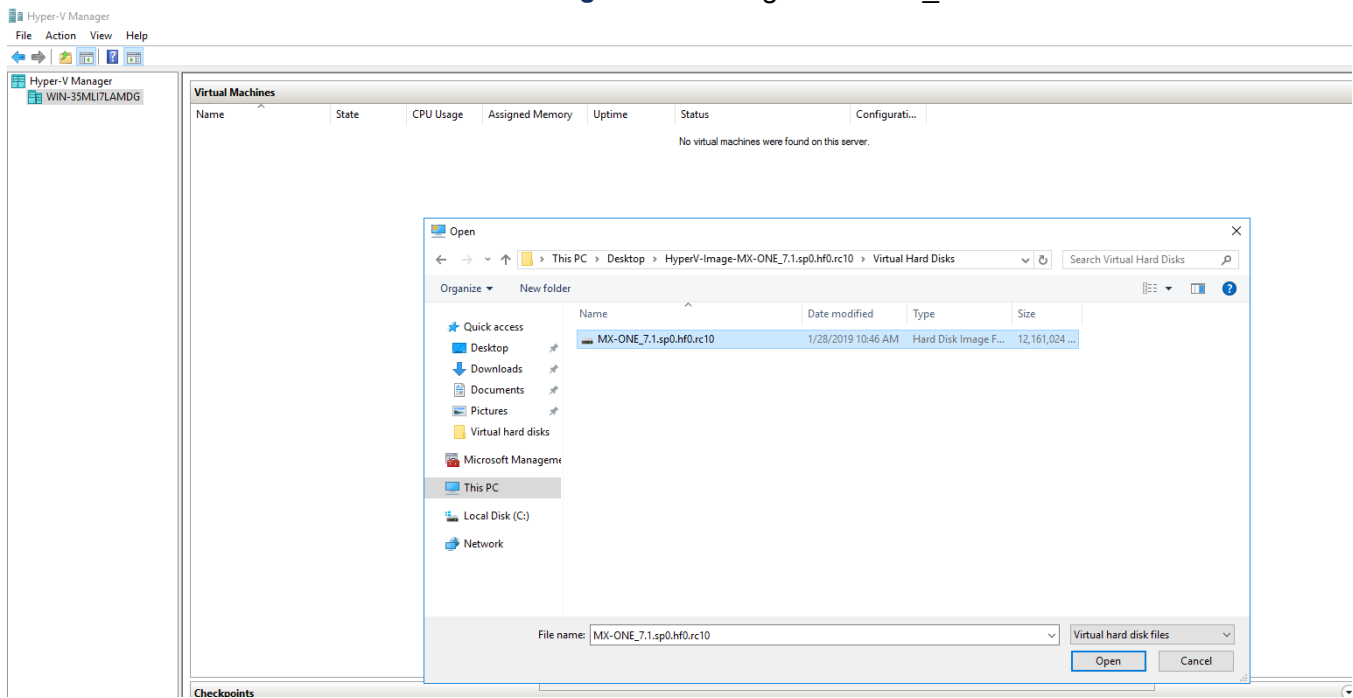 Hyper-V Manager
File Action View Help
Hyper-V Manager
WIN-35MLI7LAMDG
Virtual Machines
Name State CPU Usage Assigned Memory Uptime Status Configurati...
No virtual machines were found on this server.
Open
This PC > Desktop > HyperV-Image-MX-ONE_7.1.sp0.hf0.rc10 > Virtual Hard Disks
Search Virtual Hard Disks
Organize New folder
Name Date modified Type Size
MX-ONE_7.1.sp0.hf0.rc10 1/28/2019 10:46 AM Hard Disk Image F... 12,161,024 ...
Quick access
Desktop
Downloads
Documents
Pictures
Virtual hard disks
Microsoft Manageme
This PC
Local Disk (C:)
Network
File name: MX-ONE_7.1.sp0.hf0.rc10 Virtual hard disk files
Open Cancel
Checkpoints